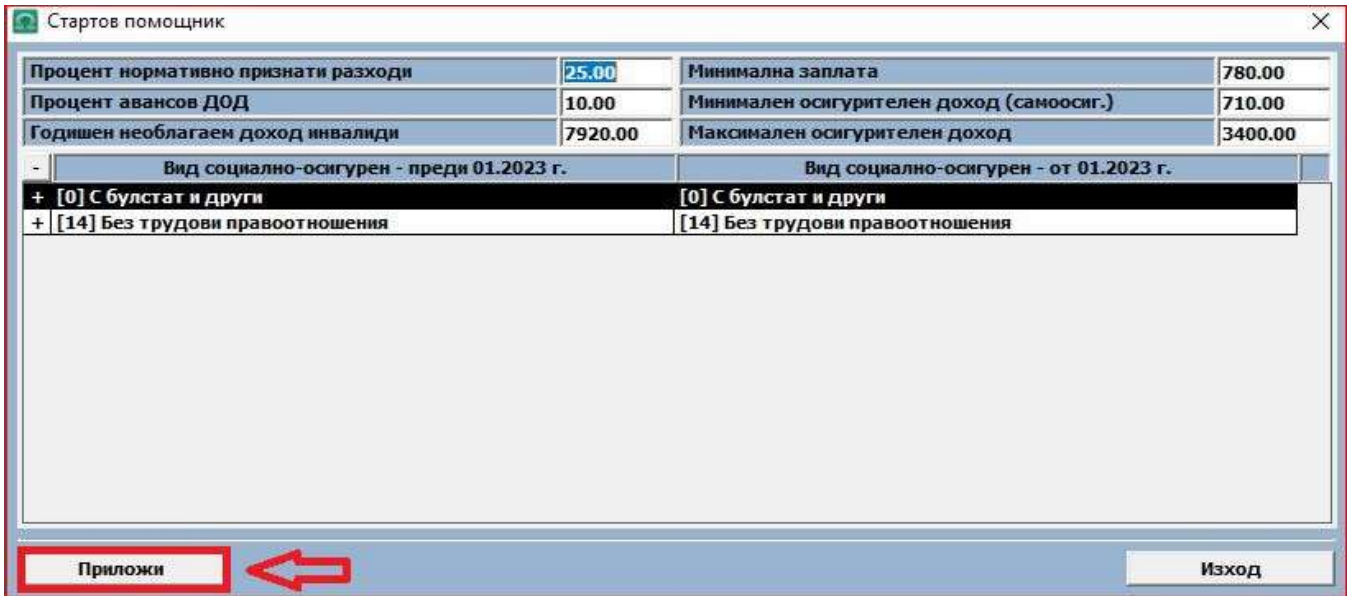 Стартов помощник
Процент нормативно признати разходи 25.00 Минимална заплата 780.00
Процент авансов ДОД 10.00 Минимален осигурителен доход (самоосиг.) 710.00
Годишен необлагаем доход инвалиди 7920.00 Максимален осигурителен доход 3400.00
- Вид социално-осигурен - преди 01.2023 г. Вид социално-осигурен - от 01.2023 г.
+ [0] С булстат и други [0] С булстат и други
+ [14] Без трудови правоотношения [14] Без трудови правоотношения
Приложи Изход